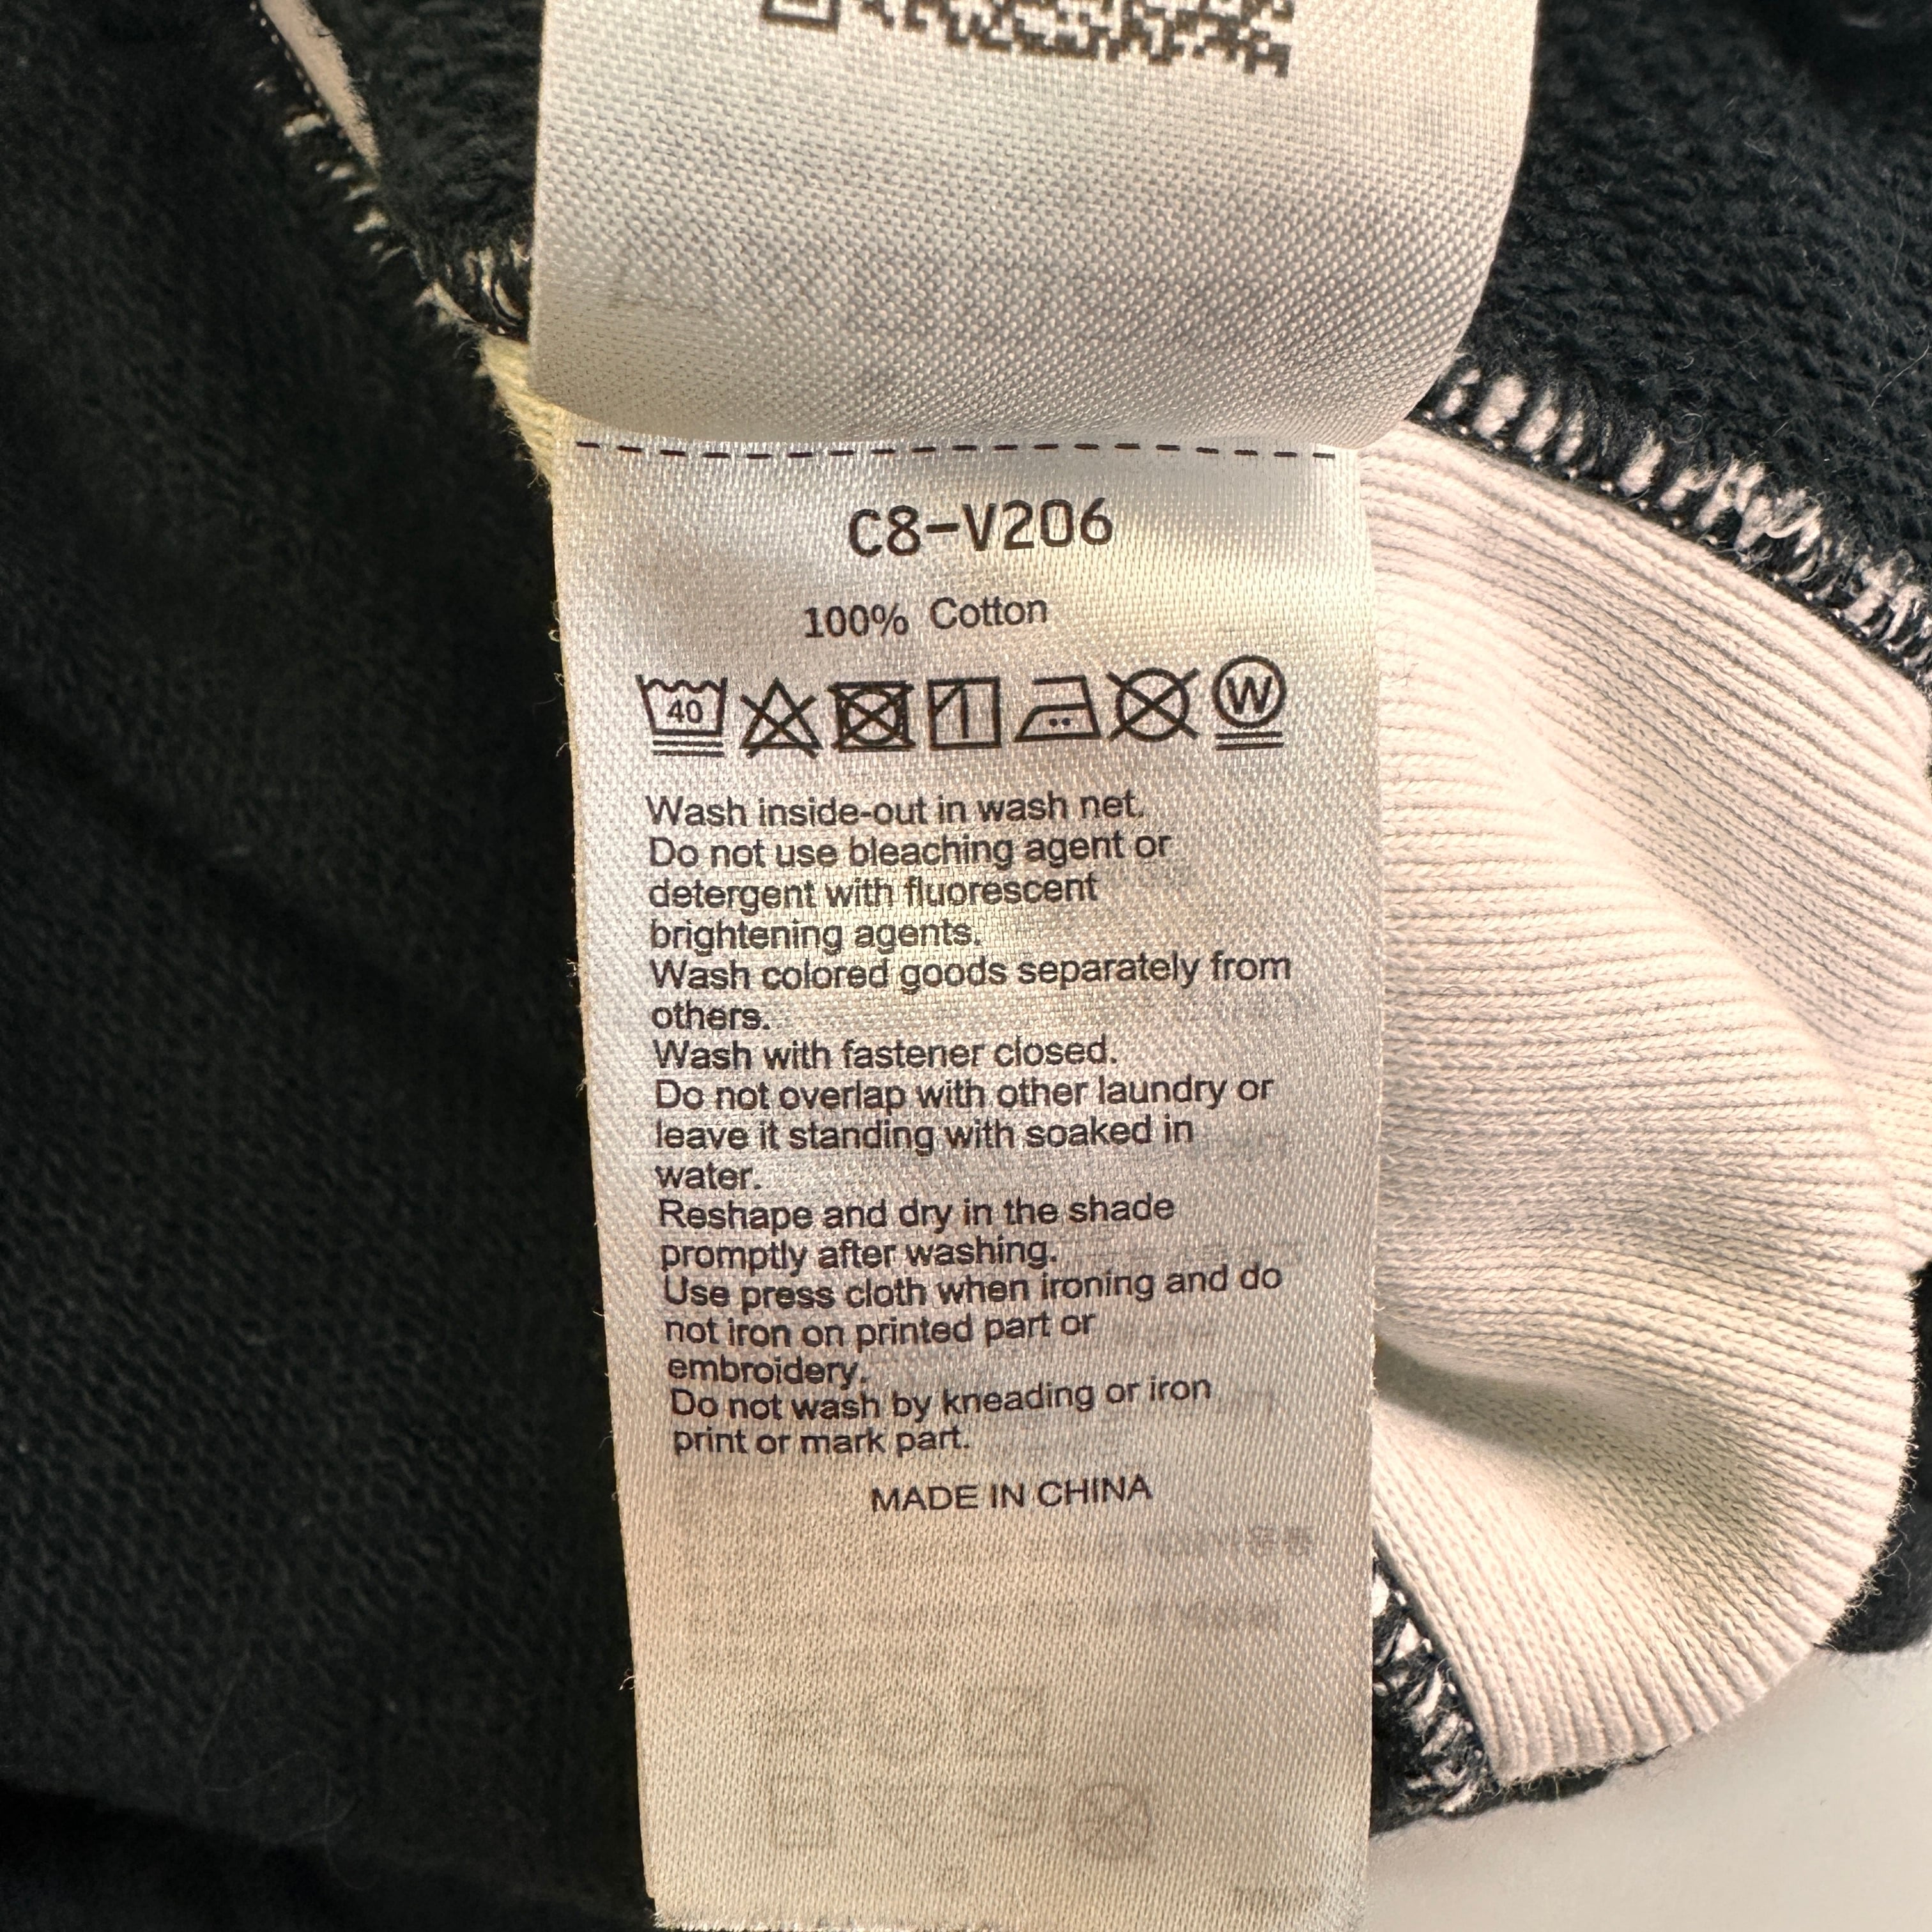 C8-V206
100% Cotton
40
W
Wash inside-out in wash net.
Do not use bleaching agent or
detergent with fluorescent
brightening agents.
Wash colored goods separately from
others.
Wash with fastener closed.
Do not overlap with other laundry or
leave it standing with soaked in
water.
Reshape and dry in the shade
promptly after washing.
Use press cloth when ironing and do
not iron on printed part or
embroidery.
Do not wash by kneading or iron
print or mark part.
MADE IN CHINA